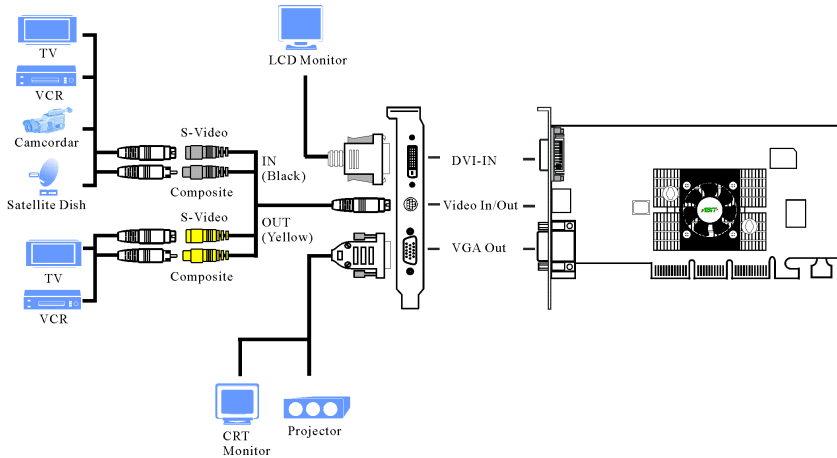 TV
VCR
Camcordar
Satellite Dish
TV
VCR
S-Video
Composite
S-Video
Composite
IN
(Black)
OUT
(Yellow)
LCD Monitor
CRT
Monitor
Projector
DVI-IN
Video In/Out
VGA Out